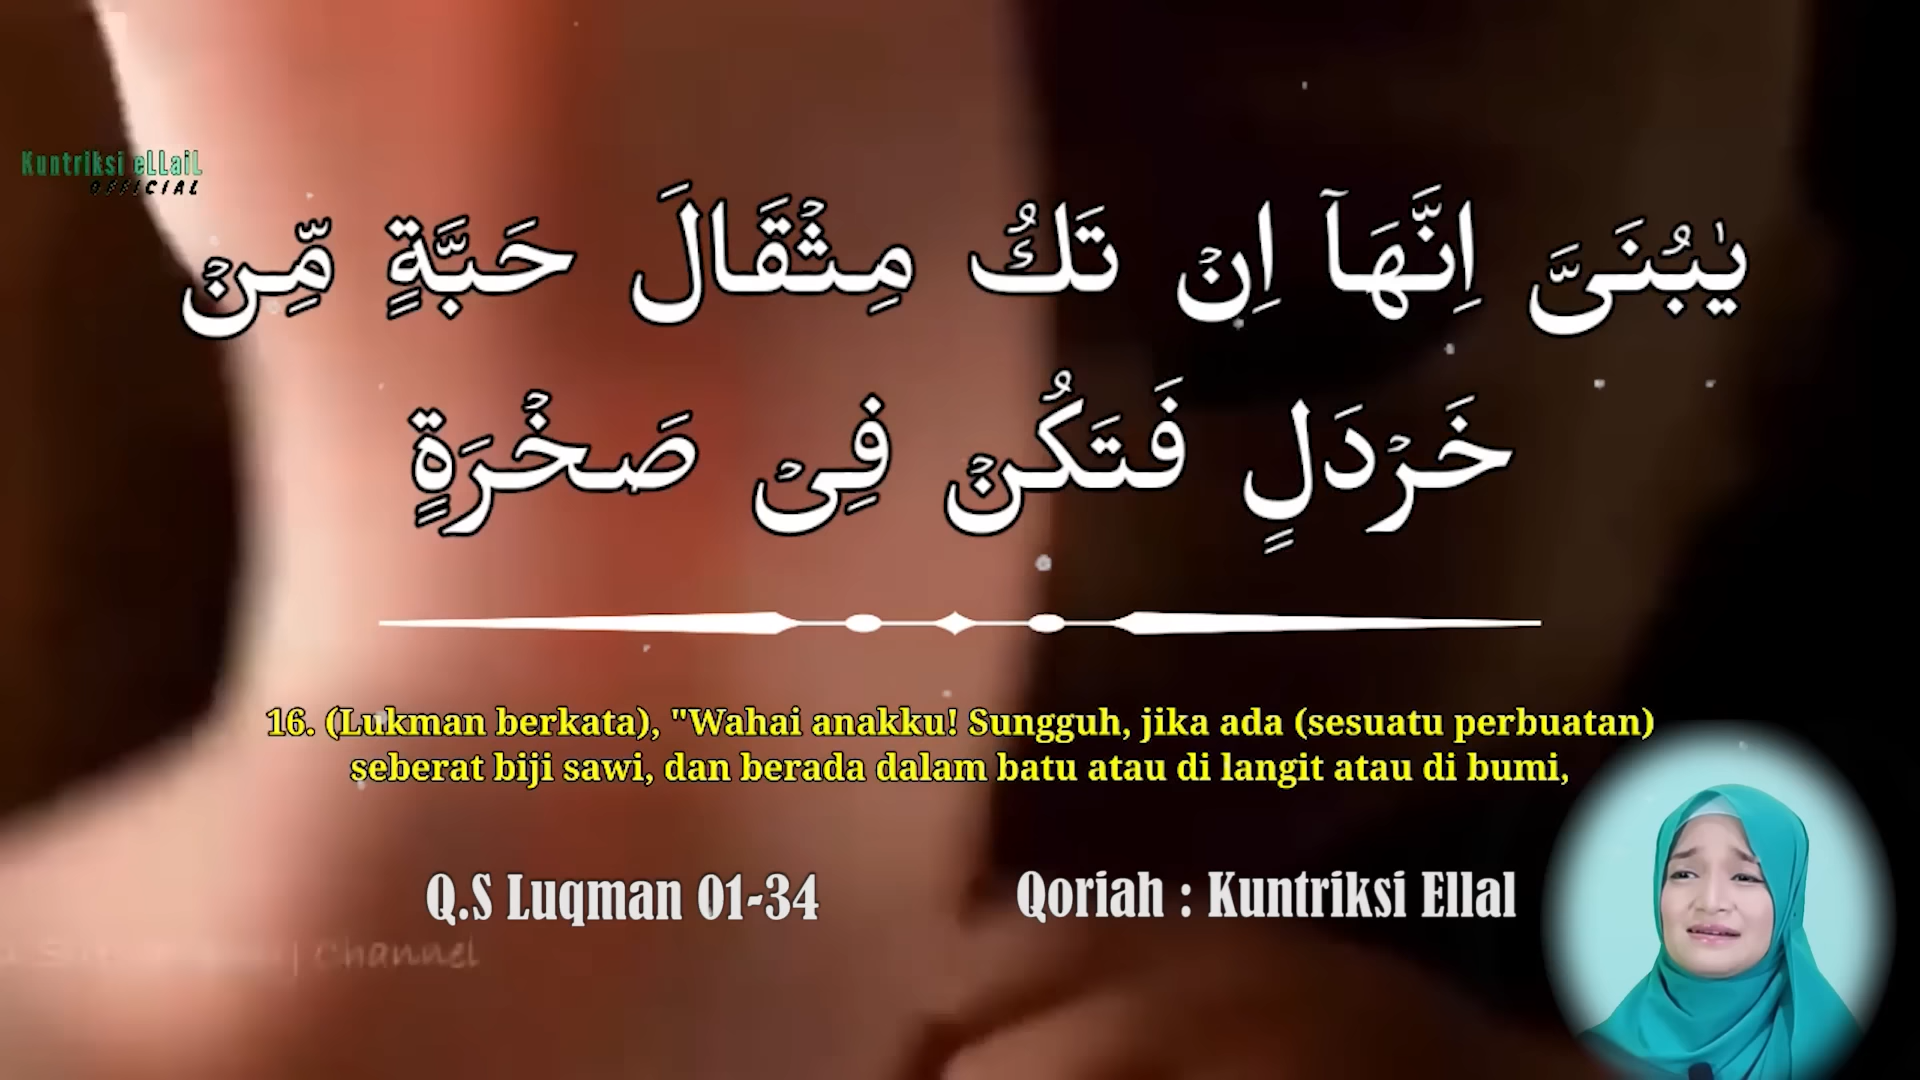 Kuntriksi eLLaiL
OFFICIAL
يٰبُنَيَّ اِنَّهَآ اِنْ تَكُ مِثْقَالَ حَبَّةٍ مِّنْ
خَرْدَلٍ فَتَكُنْ فِيْ صَخْرَةٍ
16. (Lukman berkata), "Wahai anakku! Sungguh, jika ada (sesuatu perbuatan)
seberat biji sawi, dan berada dalam batu atau di langit atau di bumi,
Q.S Luqman 01-34
Qoriah : Kuntriksi Ellal
| Channel